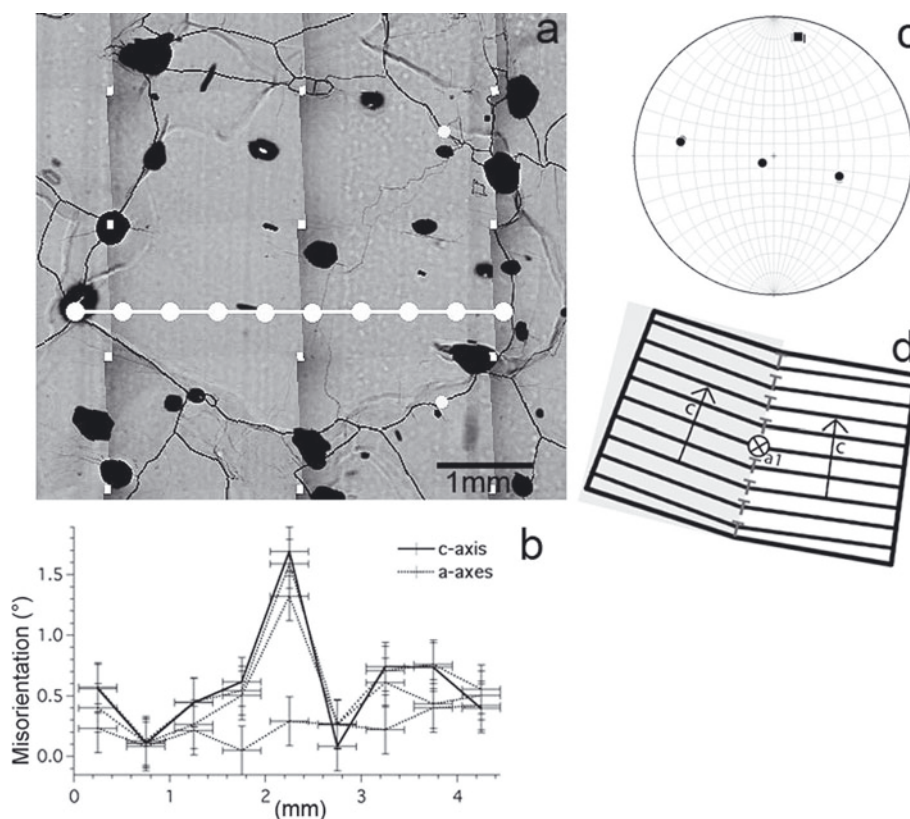 a
1mm
c
d
c
c
a1
b
c-axis
a-axes
Misorientation (°)
1.5
1.0
0.5
0.0
0 1 2 3 4
(mm)